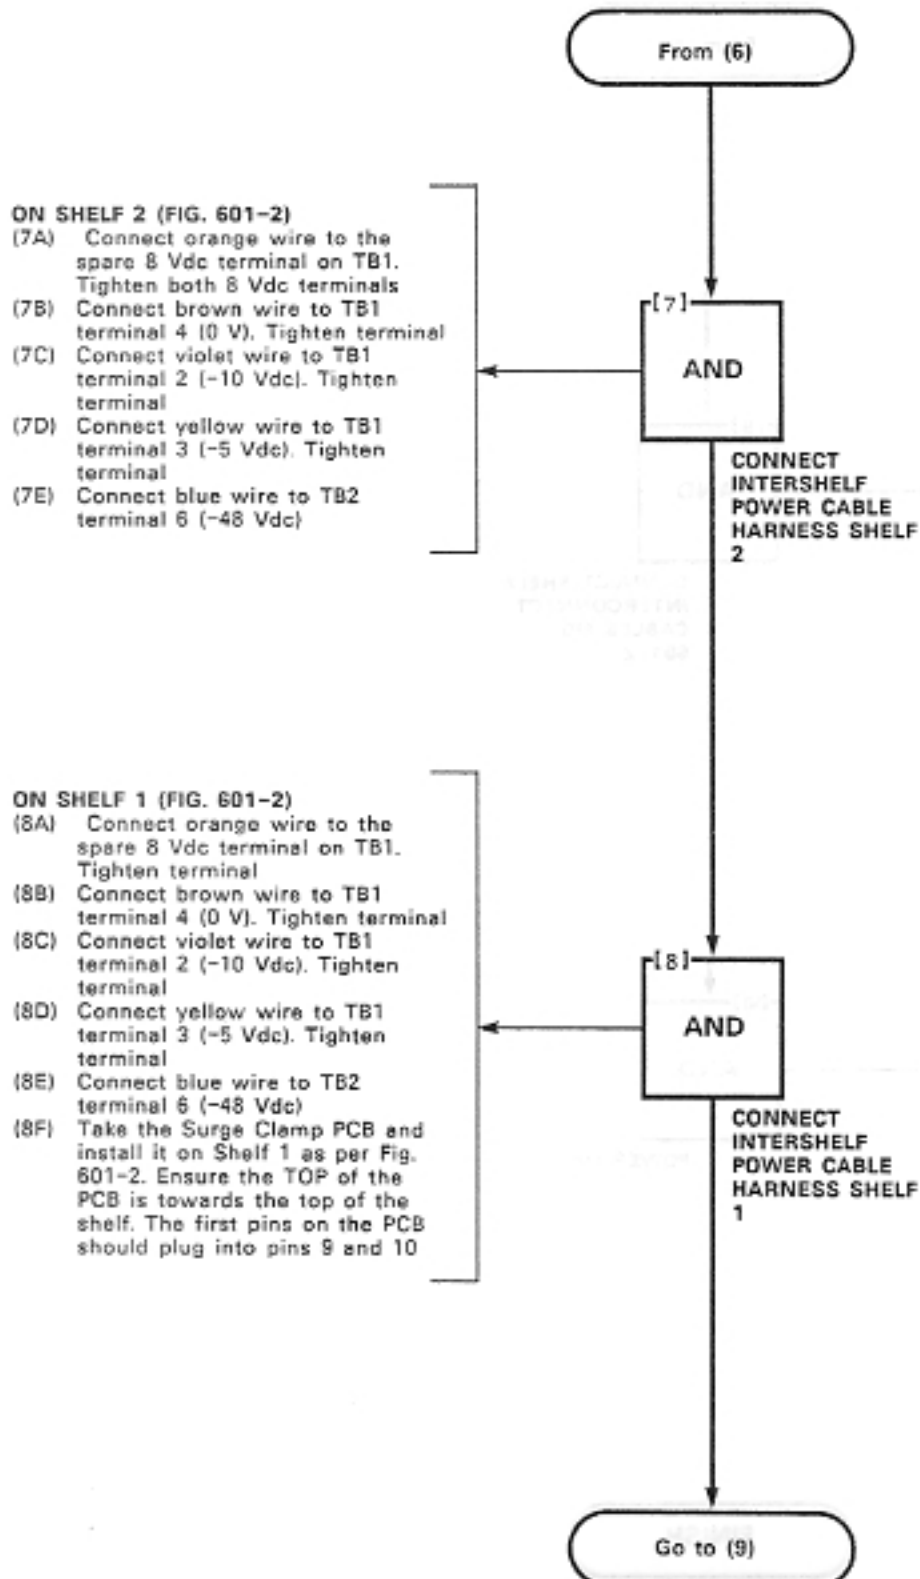 From (6)
ON SHELF 2 (FIG. 601-2)
(7A) Connect orange wire to the
spare 8 Vdc terminal on TB1.
Tighten both 8 Vdc terminals
(7B) Connect brown wire to TB1
terminal 4 (0 V). Tighten terminal
(7C) Connect violet wire to TB1
terminal 2 (-10 Vdc). Tighten
terminal
(7D) Connect yellow wire to TB1
terminal 3 (-5 Vdc). Tighten
terminal
(7E) Connect blue wire to TB2
terminal 6 (-48 Vdc)
[7]
AND
CONNECT
INTERSHELF
POWER CABLE
HARNESS SHELF
2
ON SHELF 1 (FIG. 601-2)
(8A) Connect orange wire to the
spare 8 Vdc terminal on TB1.
Tighten terminal
(8B) Connect brown wire to TB1
terminal 4 (0 V). Tighten terminal
(8C) Connect violet wire to TB1
terminal 2 (-10 Vdc). Tighten
terminal
(8D) Connect yellow wire to TB1
terminal 3 (-5 Vdc). Tighten
terminal
(8E) Connect blue wire to TB2
terminal 6 (-48 Vdc)
(8F) Take the Surge Clamp PCB and
install it on Shelf 1 as per Fig.
601-2. Ensure the TOP of the
PCB is towards the top of the
shelf. The first pins on the PCB
should plug into pins 9 and 10
[8]
AND
CONNECT
INTERSHELF
POWER CABLE
HARNESS SHELF
1
Go to (9)